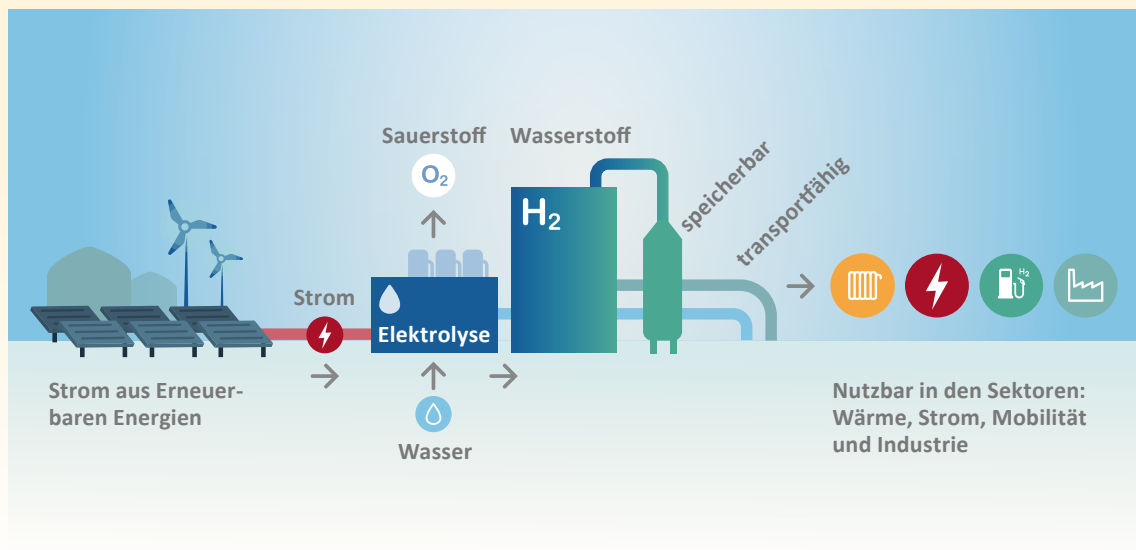 Sauerstoff
Wasserstoff
O₂
H₂
speicherbar
transportfähig
H₂
Strom
Elektrolyse
Strom aus Erneuer-
baren Energien
Wasser
Nutzbar in den Sektoren:
Wärme, Strom, Mobilität
und Industrie